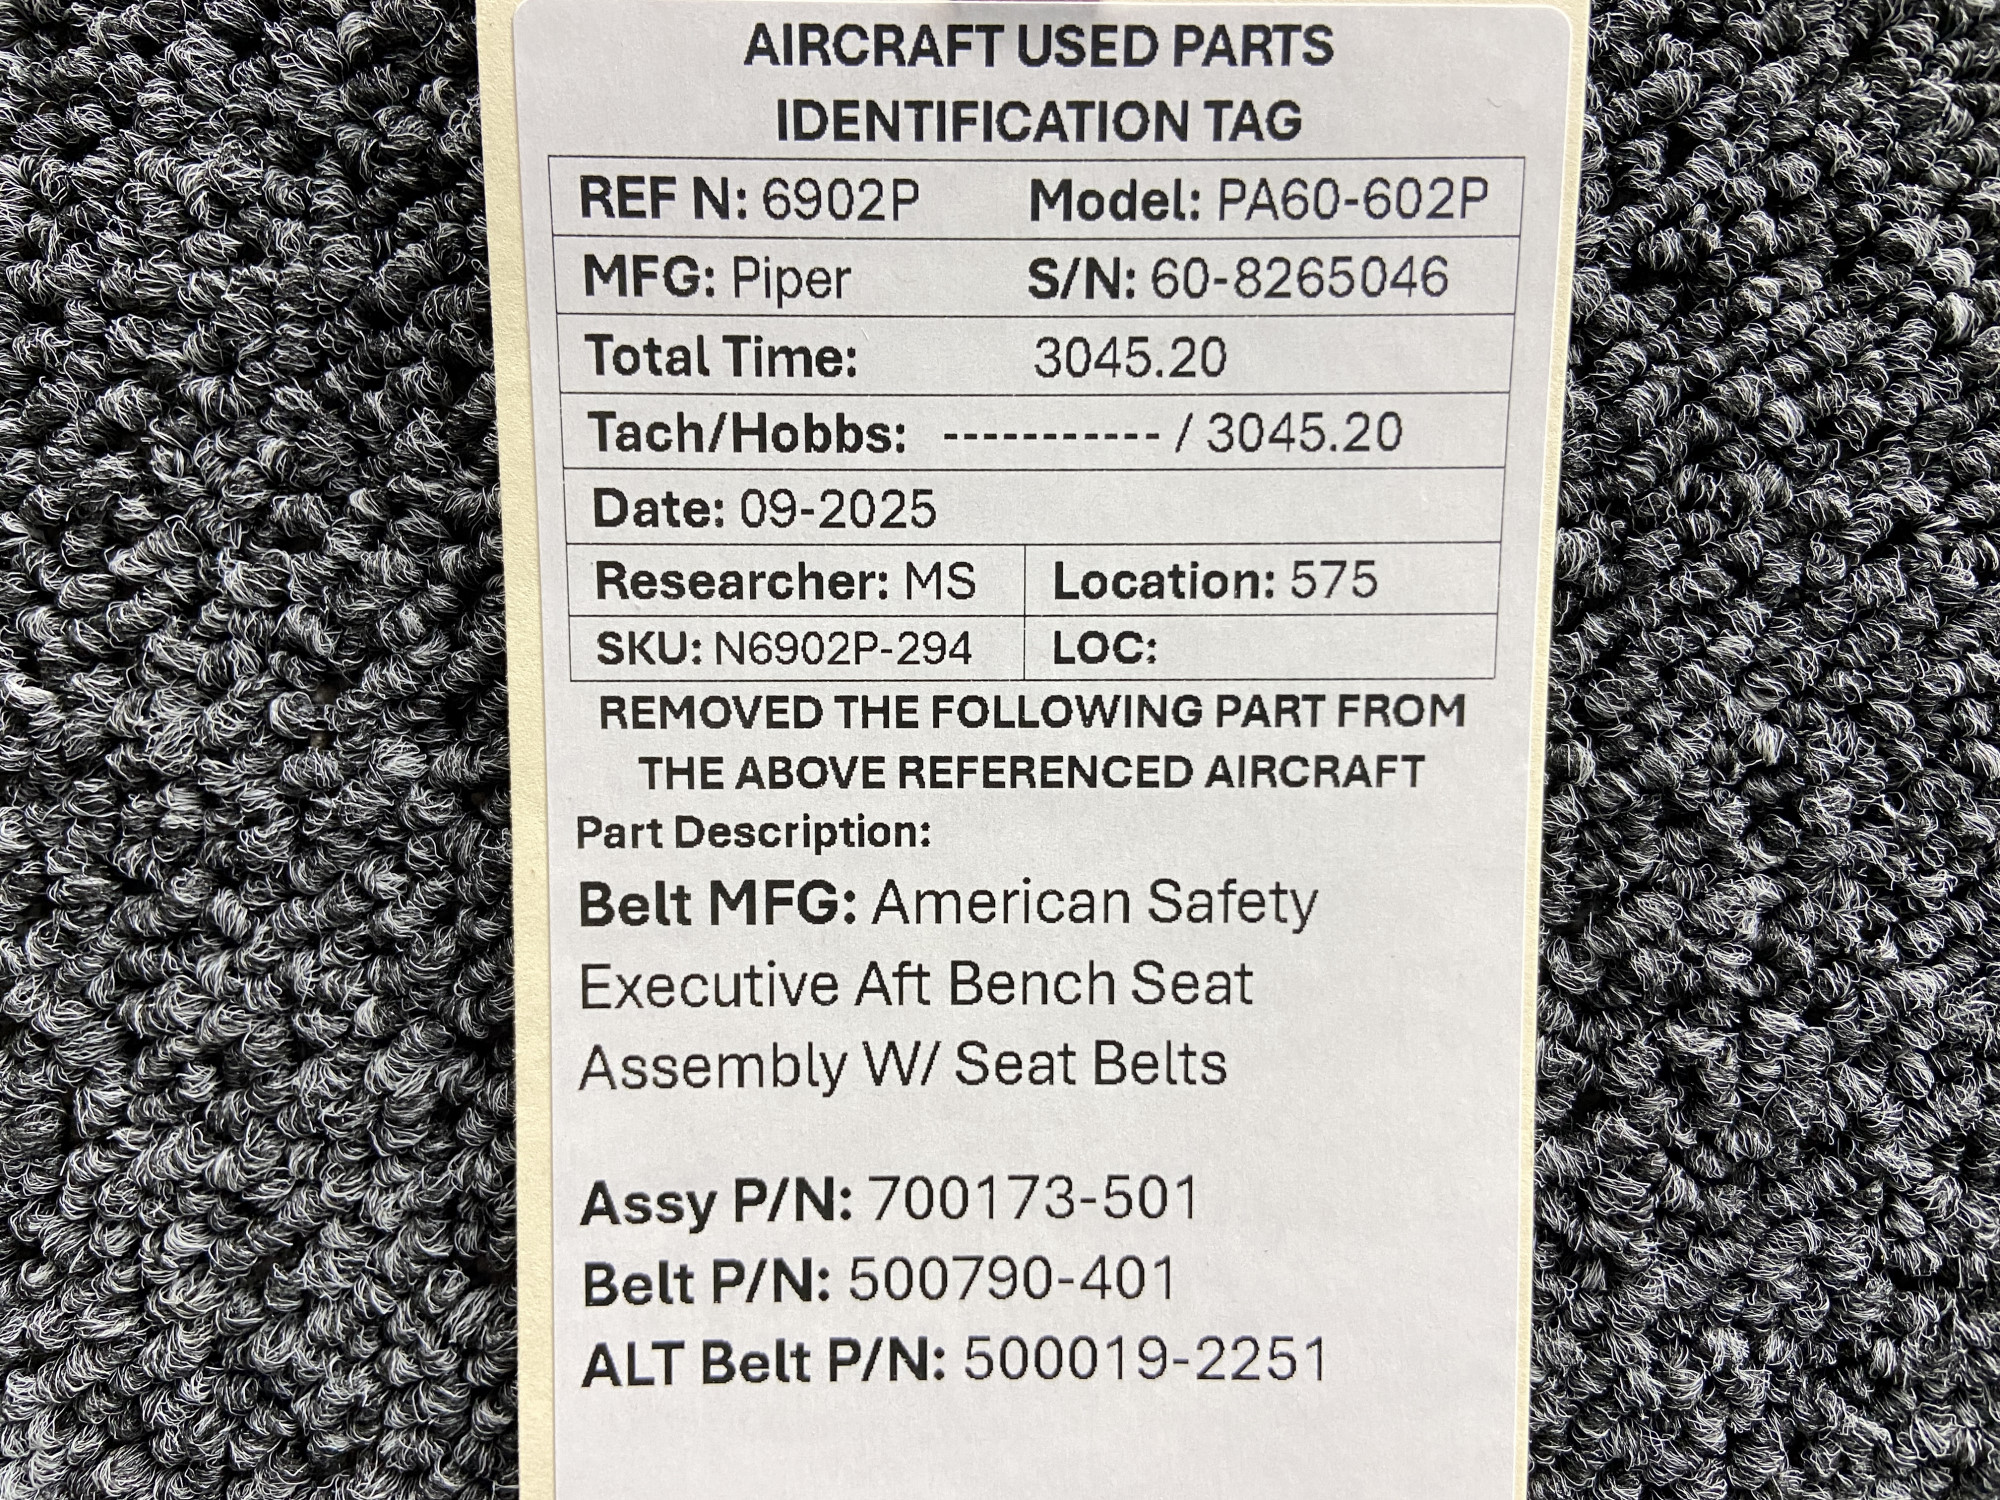 AIRCRAFT USED PARTS
IDENTIFICATION TAG
REF N: 6902P Model: PA60-602P
MFG: Piper S/N: 60-8265046
Total Time: 3045.20
Tach/Hobbs: ----------- / 3045.20
Date: 09-2025
Researcher: MS Location: 575
SKU: N6902P-294 LOC:
REMOVED THE FOLLOWING PART FROM
THE ABOVE REFERENCED AIRCRAFT
Part Description:
Belt MFG: American Safety
Executive Aft Bench Seat
Assembly W/ Seat Belts
Assy P/N: 700173-501
Belt P/N: 500790-401
ALT Belt P/N: 500019-2251